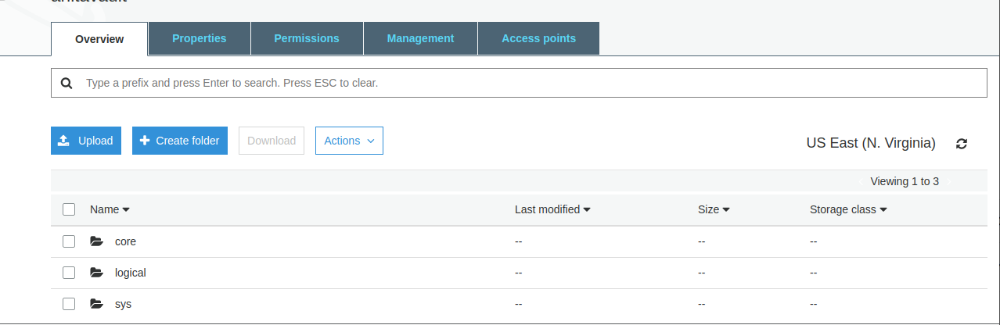 Overview Properties Permissions Management Access points
Type a prefix and press Enter to search. Press ESC to clear.
Upload Create folder Download Actions US East (N. Virginia)
Viewing 1 to 3
Name Last modified Size Storage class
core -- -- --
logical -- -- --
sys -- -- --